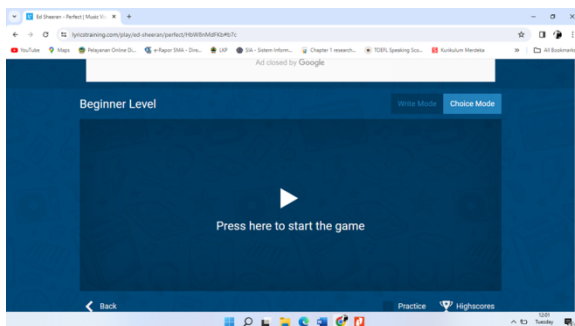 Ed Sheeran - Perfect | Music Vi
lyricstraining.com/play/ed-sheeran/perfect/HbW8nMdFXb#b7c
YouTube Maps Pelayanan Online Di... e-Rapor SMA - Dire... LKP SIA - Sistem Inform... Chapter 1 research... TOEFL Speaking Sco... Kurikulum Merdeka » All Bookmarks
Ad closed by Google
Beginner Level
Write Mode Choice Mode
Press here to start the game
Back Practice Highscores
12:01
Tuesday